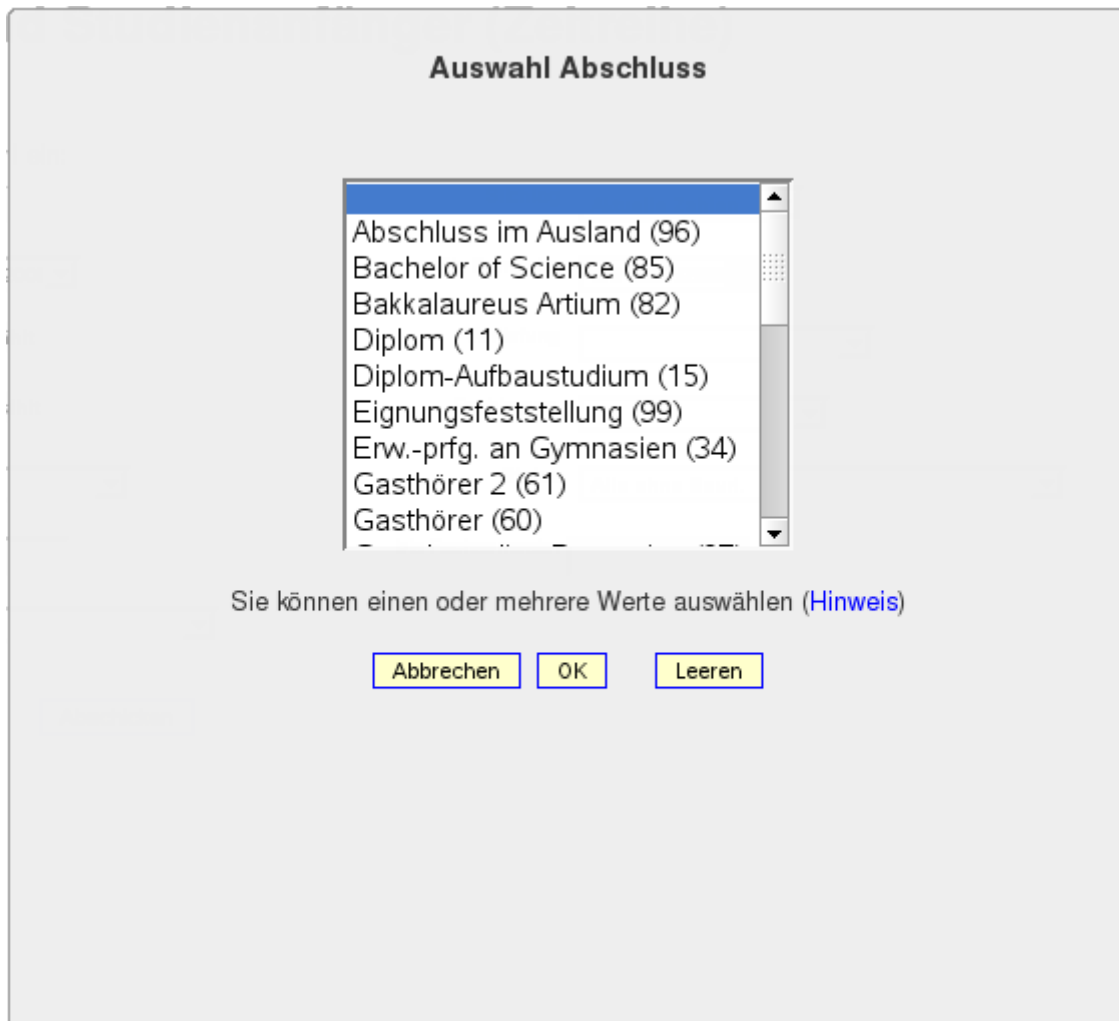 Auswahl Abschluss
Abschluss im Ausland (96)
Bachelor of Science (85)
Bakkalaureus Artium (82)
Diplom (11)
Diplom-Aufbaustudium (15)
Eignungsfeststellung (99)
Erw.-prfg. an Gymnasien (34)
Gasthörer 2 (61)
Gasthörer (60)
Sie können einen oder mehrere Werte auswählen (Hinweis)
Abbrechen OK Leeren